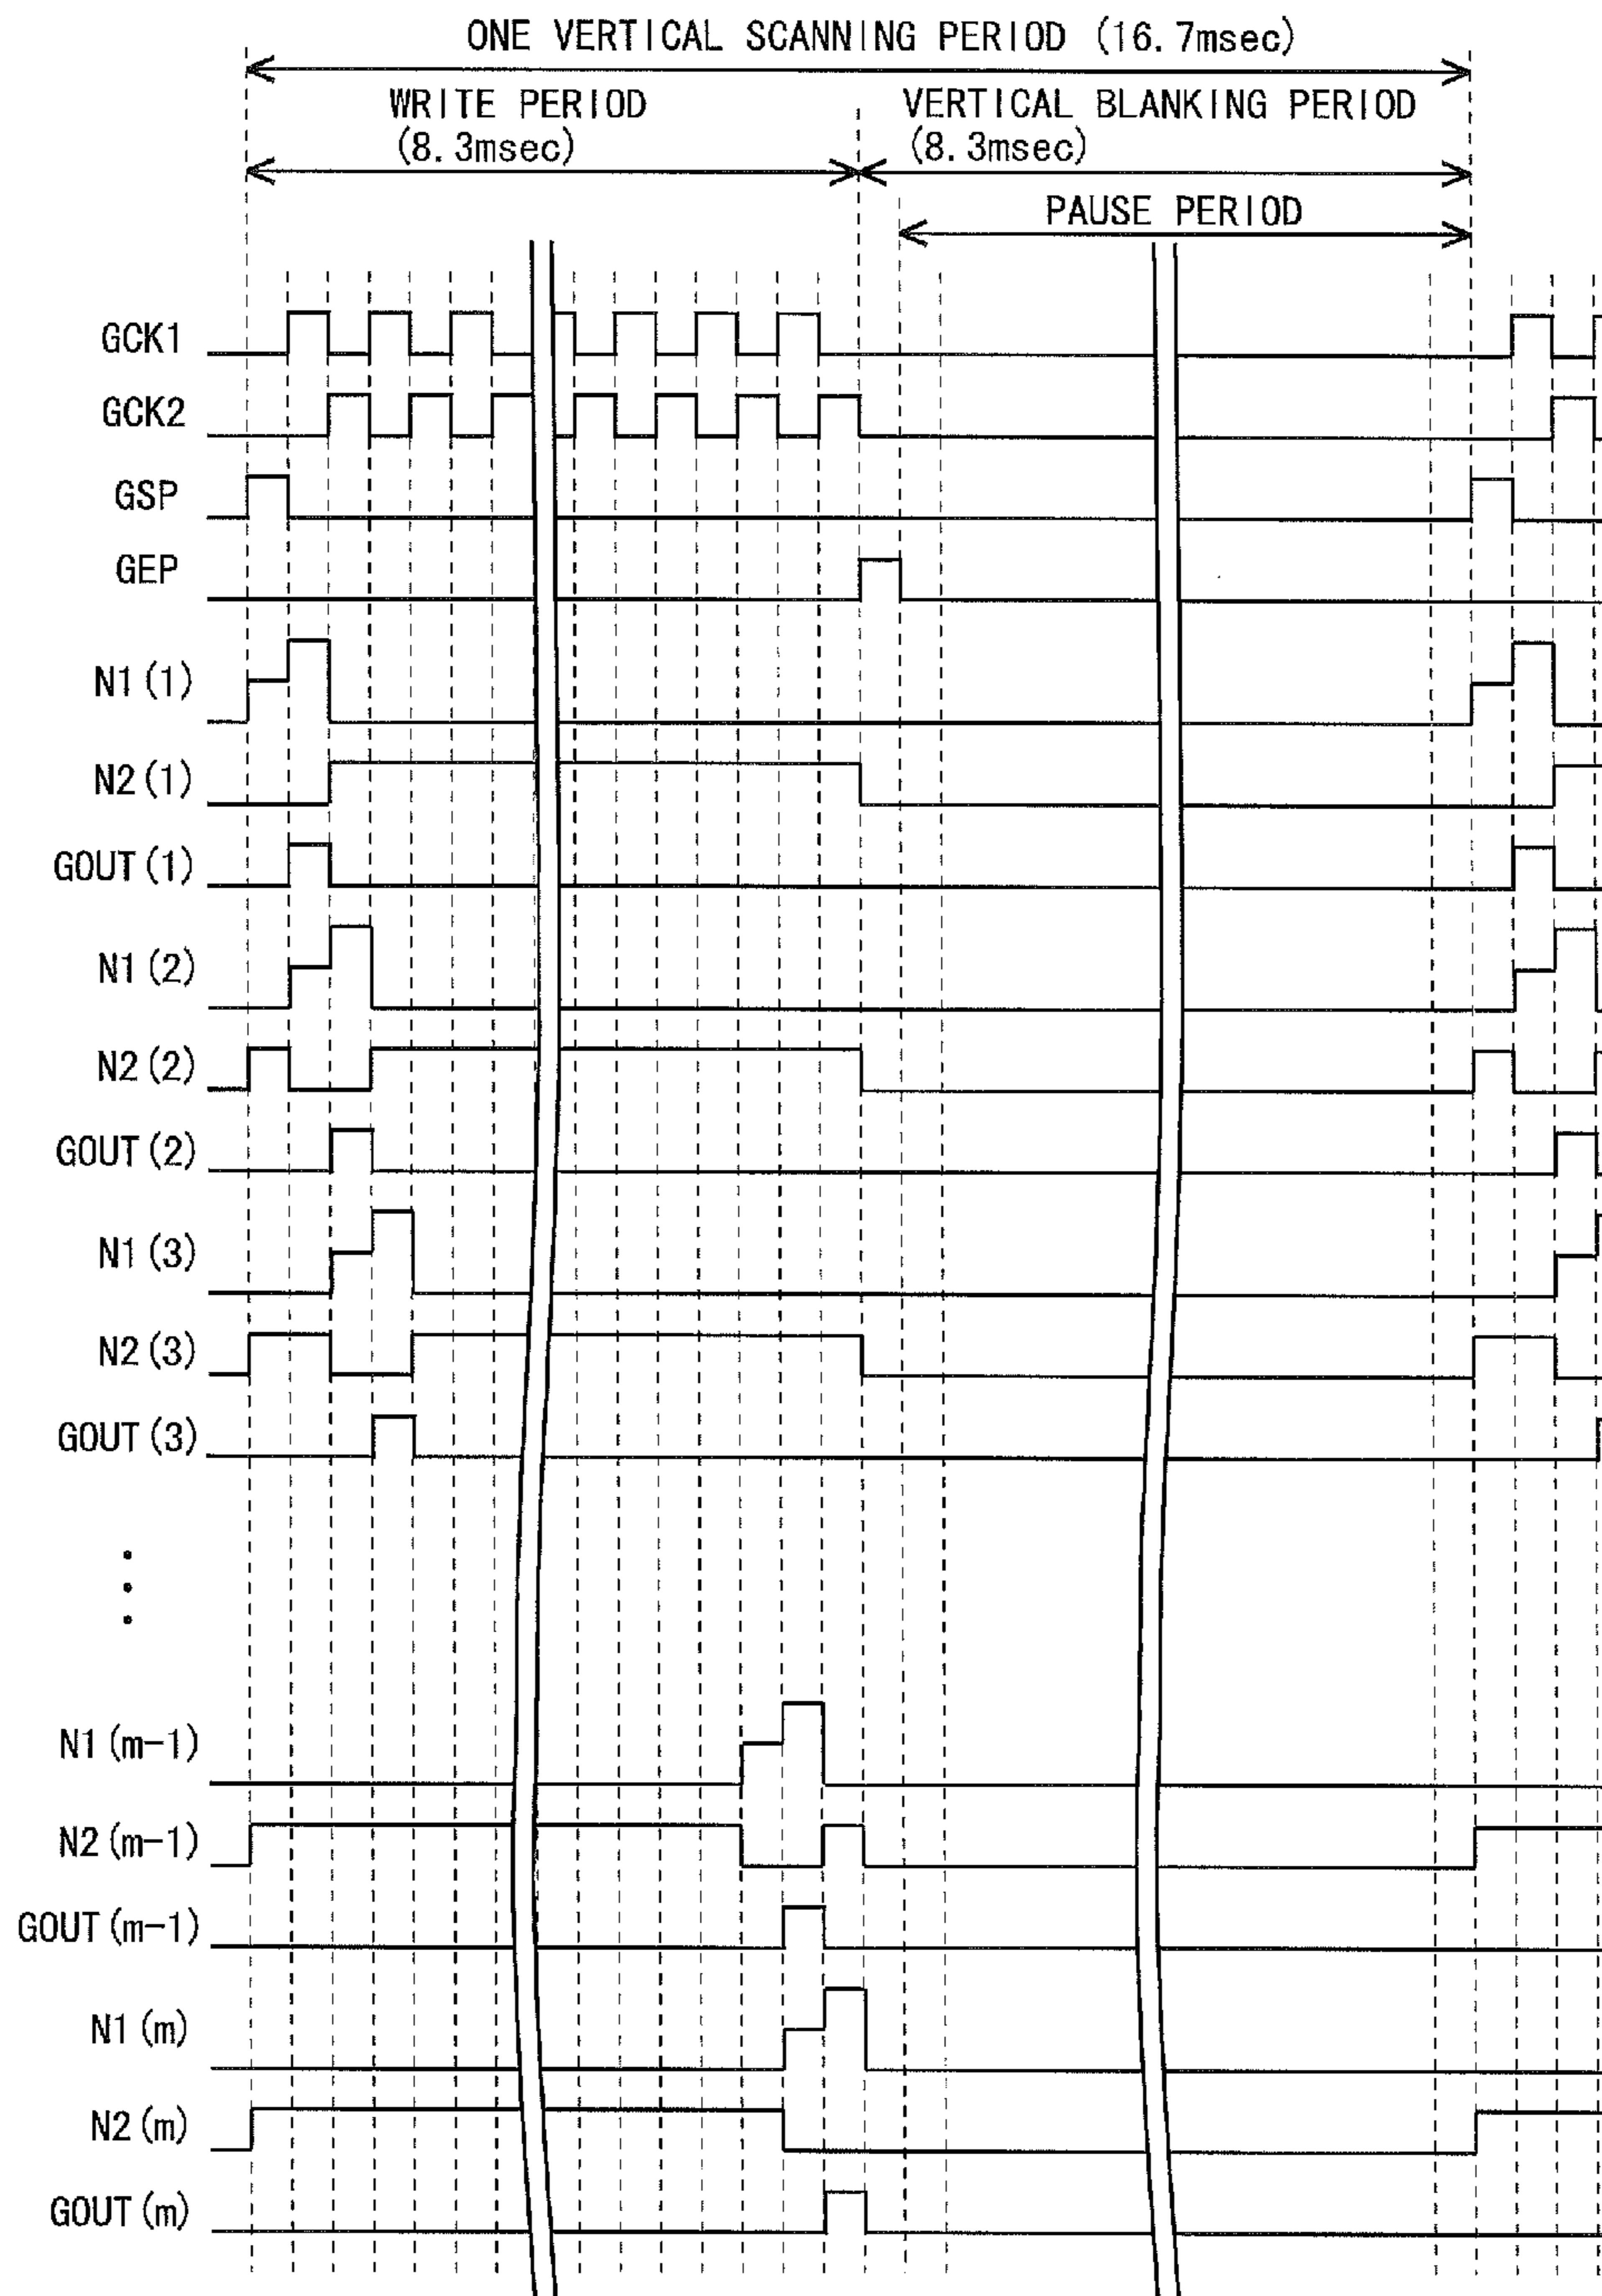 ONE VERTICAL SCANNING PERIOD (16.7msec)
WRITE PERIOD
(8.3msec)
VERTICAL BLANKING PERIOD
(8.3msec)
PAUSE PERIOD
GCK1
GCK2
GSP
GEP
N1(1)
N2(1)
GOUT(1)
N1(2)
N2(2)
GOUT(2)
N1(3)
N2(3)
GOUT(3)
N1(m-1)
N2(m-1)
GOUT(m-1)
N1(m)
N2(m)
GOUT(m)